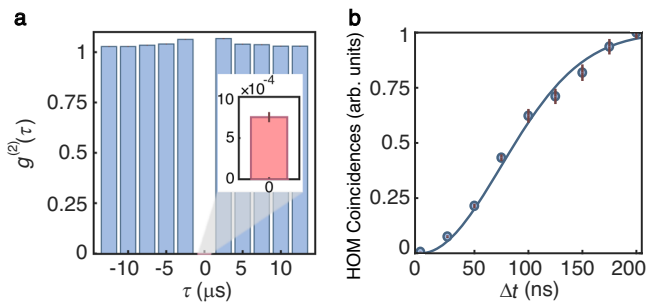 a
g⁽²⁾(τ)
1
0.75
0.5
0.25
0
×10⁻⁴
10
5
0
0
-10 -5 0 5 10
τ (μs)
b
HOM Coincidences (arb. units)
1
0.75
0.5
0.25
0
0 50 100 150 200
Δt (ns)